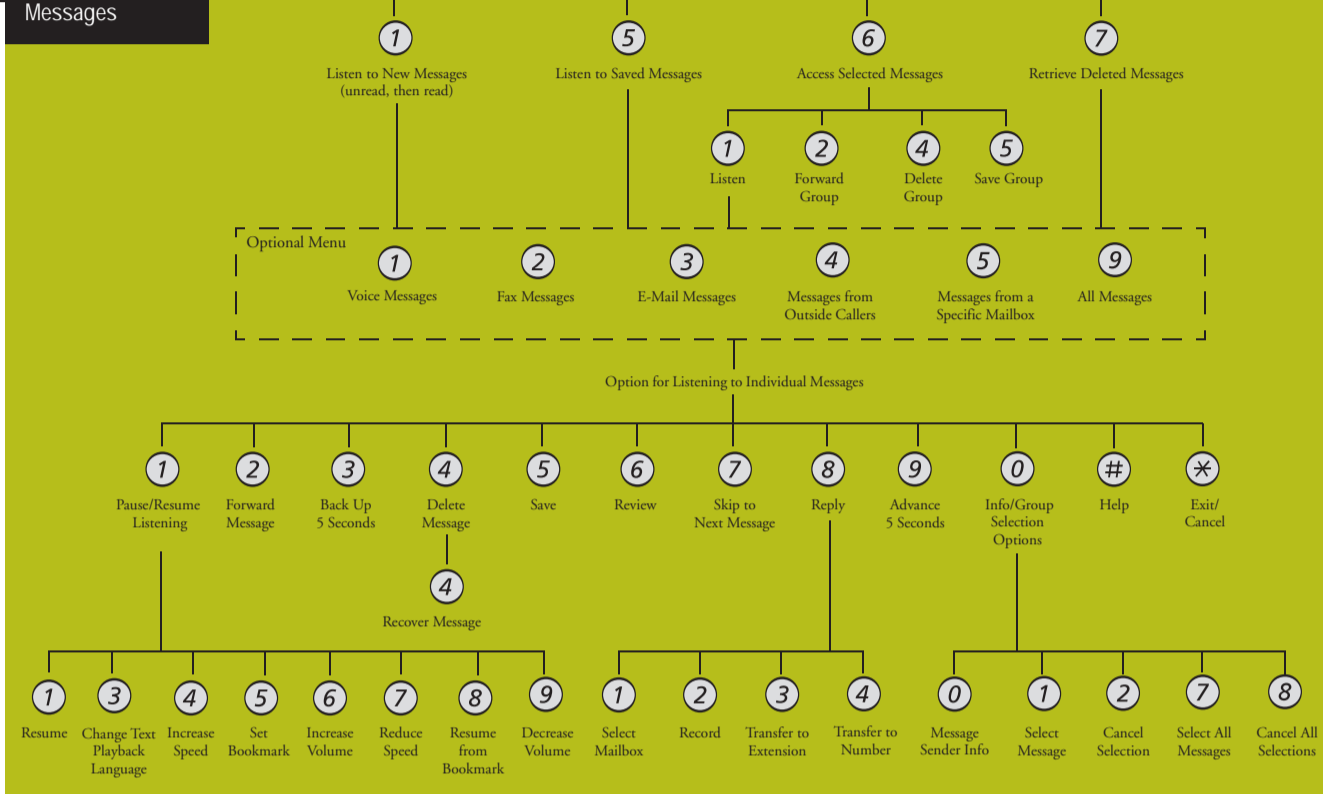 Messages
1 5 6 7
Listen to New Messages
(unread, then read)
Listen to Saved Messages
Access Selected Messages
Retrieve Deleted Messages
1 2 4 5
Listen
Forward
Group
Delete
Group
Save Group
Optional Menu
1 2 3 4 5 9
Voice Messages
Fax Messages
E-Mail Messages
Messages from
Outside Callers
Messages from a
Specific Mailbox
All Messages
Option for Listening to Individual Messages
1 2 3 4 5 6 7 8 9 0 # *
Pause/Resume
Listening
Forward
Message
Back Up
5 Seconds
Delete
Message
Save
Review
Skip to
Next Message
Reply
Advance
5 Seconds
Info/Group
Selection
Options
Help
Exit/
Cancel
4
Recover Message
1 3 4 5 6 7 8 9
Resume
Change Text
Playback
Language
Increase
Speed
Set
Bookmark
Increase
Volume
Reduce
Speed
Resume
from
Bookmark
Decrease
Volume
1 2 3 4
Select
Mailbox
Record
Transfer to
Extension
Transfer to
Number
0 1 2 7 8
Message
Sender Info
Select
Message
Cancel
Selection
Select All
Messages
Cancel All
Selections